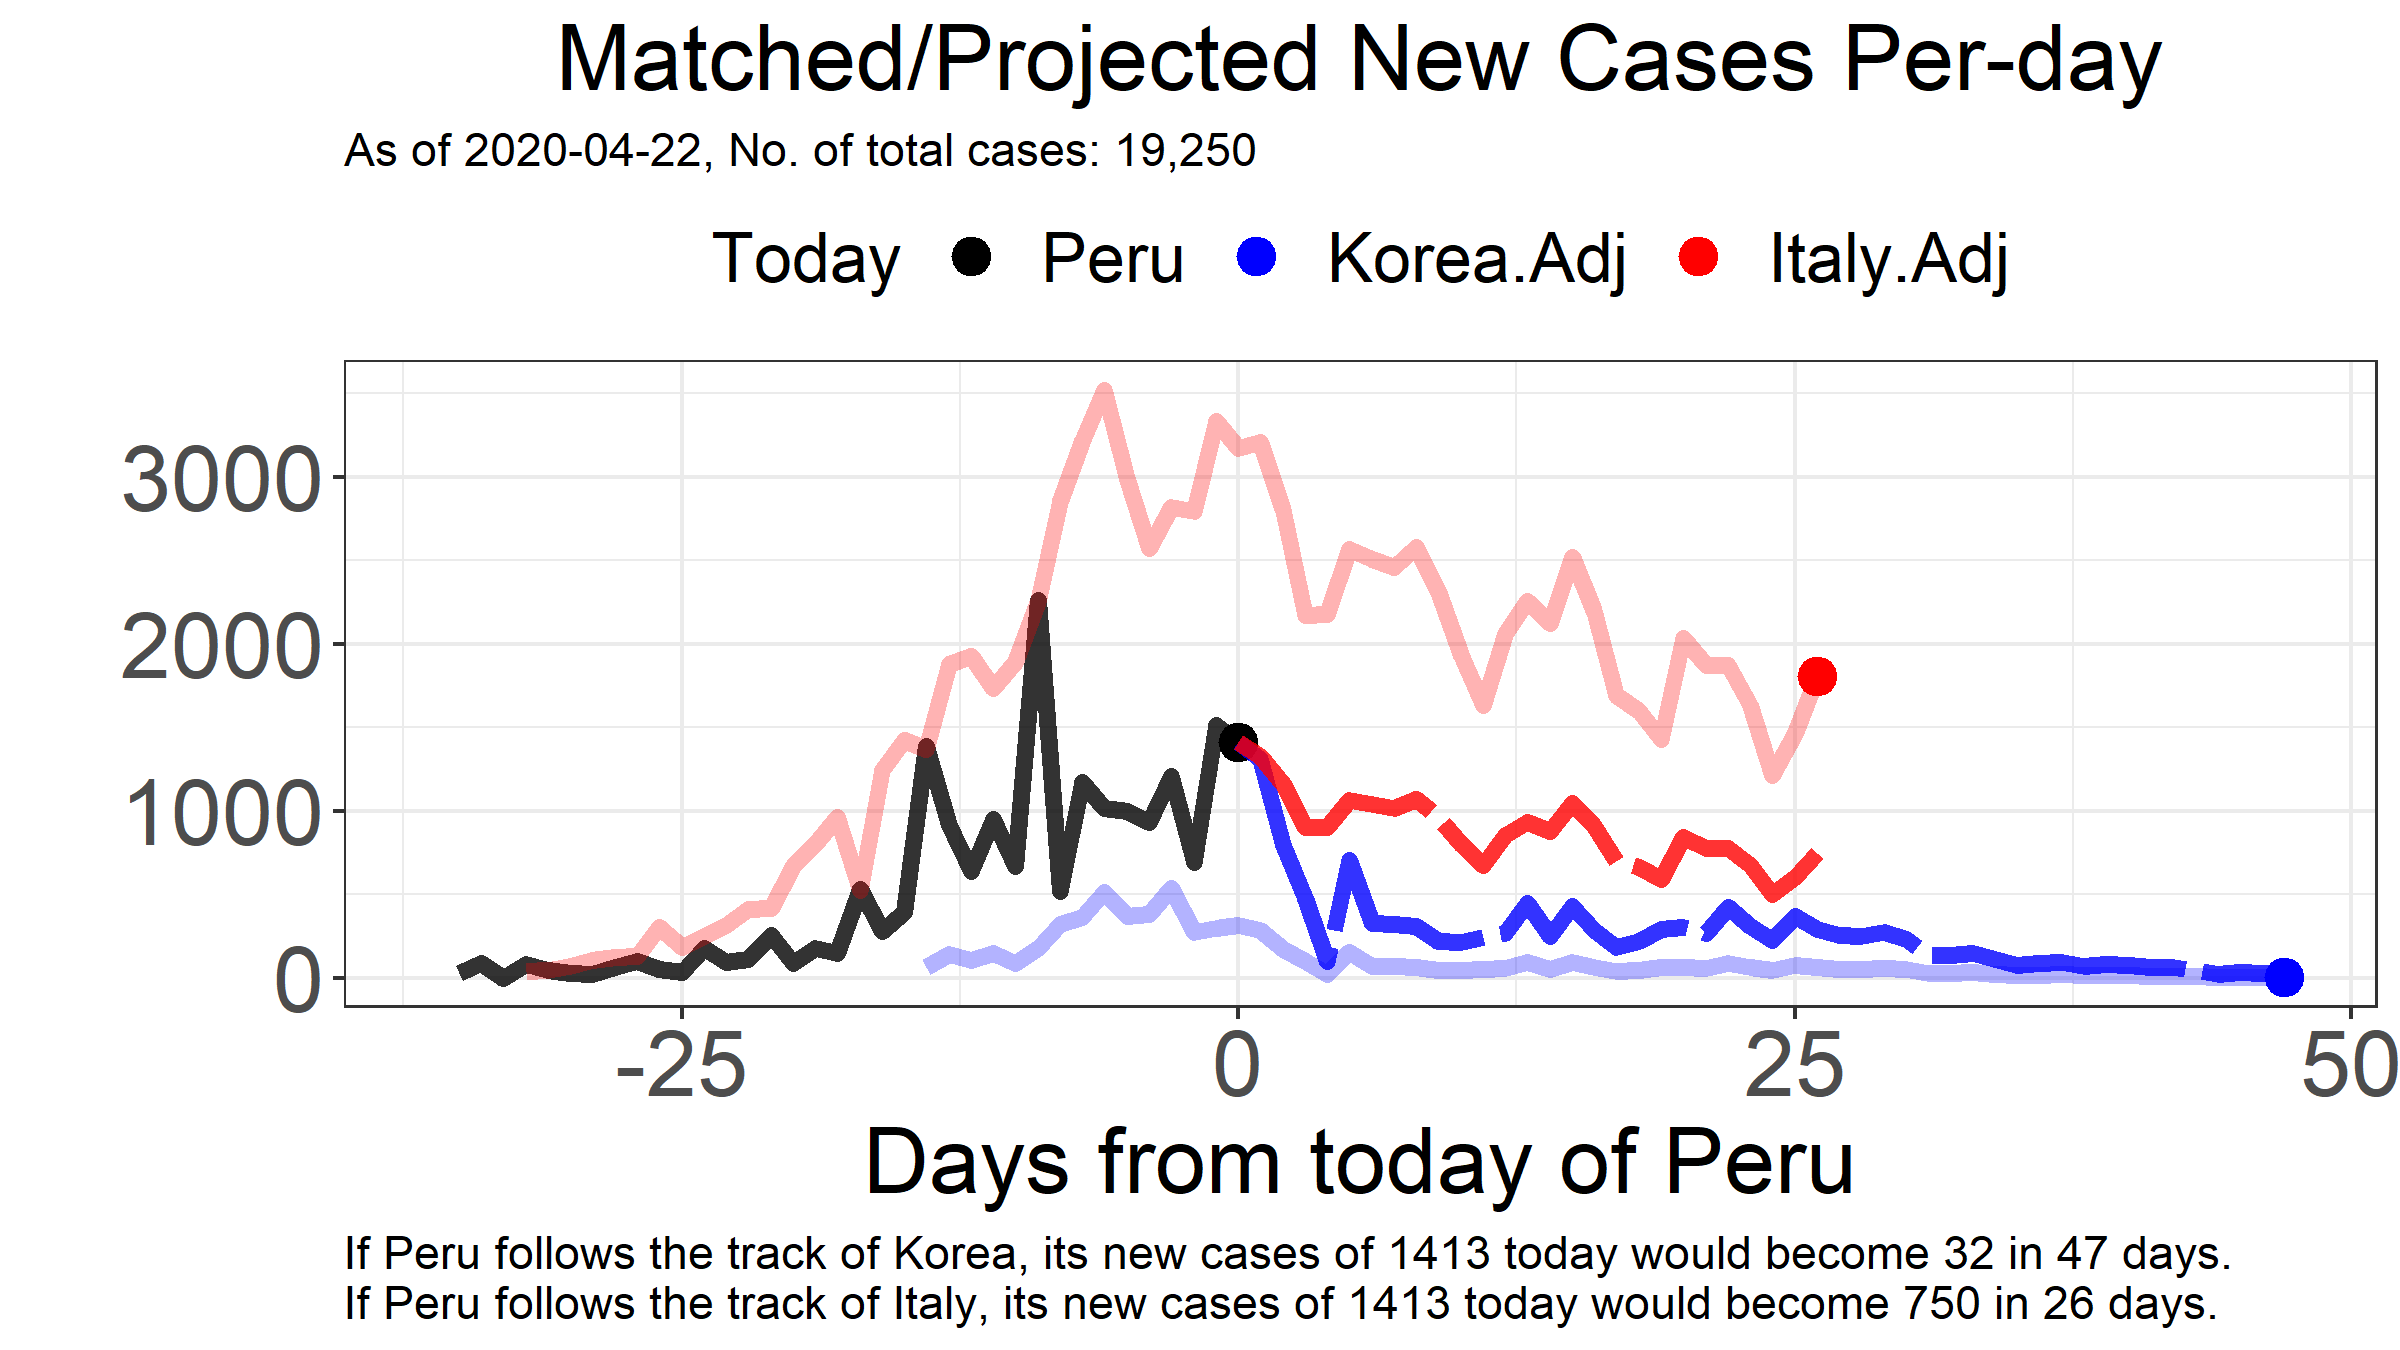 Matched/Projected New Cases Per-day
As of 2020-04-22, No. of total cases: 19,250
Today Peru Korea.Adj Italy.Adj
3000
2000
1000
0
-25 0 25 50
Days from today of Peru
If Peru follows the track of Korea, its new cases of 1413 today would become 32 in 47 days.
If Peru follows the track of Italy, its new cases of 1413 today would become 750 in 26 days.